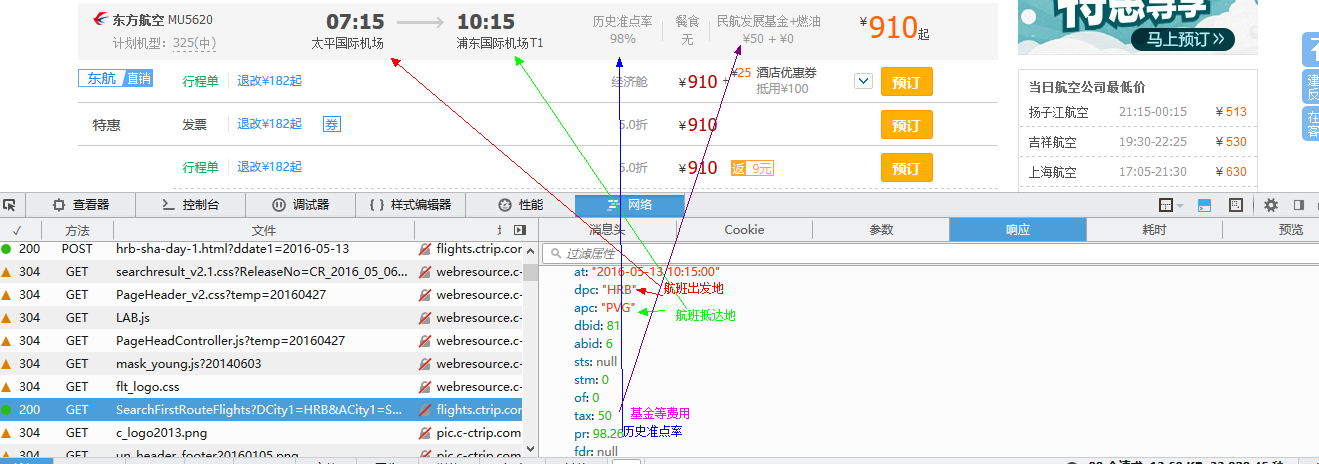 东方航空 MU5620
计划机型：325(中)
07:15
太平国际机场
10:15
浦东国际机场T1
历史准点率
98%
餐食
无
民航发展基金+燃油
¥50 + ¥0
¥910起
东航 直销
行程单
退改¥182起
经济舱
¥910
+
¥25 酒店优惠券
抵用¥100
预订
特惠
发票
退改¥182起
券
5.0折
¥910
预订
行程单
退改¥182起
5.0折
¥910
返 9元
预订
马上预订
当日航空公司最低价
扬子江航空 21:15-00:15 ¥513
吉祥航空 19:30-22:25 ¥530
上海航空 17:05-21:30 ¥630
建
反
在
客
查看器
控制台
调试器
样式编辑器
性能
网络
✓ 方法 文件
200 POST hrb-sha-day-1.html?ddate1=2016-05-13 flights.ctrip.com
304 GET searchresult_v2.1.css?ReleaseNo=CR_2016_05_06... webresource.c-
304 GET PageHeader_v2.css?temp=20160427 webresource.c-
304 GET LAB.js webresource.c-
304 GET PageHeadController.js?temp=20160427 webresource.c-
304 GET mask_young.js?20140603 webresource.c-
304 GET flt_logo.css webresource.c-
200 GET SearchFirstRouteFlights?DCity1=HRB&ACity1=S... flights.ctrip.com
304 GET c_logo2013.png pic.c-ctrip.com
304 GET un_header_footer20160105.png pic.c-ctrip.com
消息头
Cookie
参数
响应
耗时
预览
过滤属性
at: "2016-05-13 10:15:00"
dpc: "HRB"
航班出发地
apc: "PVG"
航班抵达地
dbid: 81
abid: 6
sts: null
stm: 0
of: 0
tax: 50
基金等费用
pr: 98.26
历史准点率
fdr: null